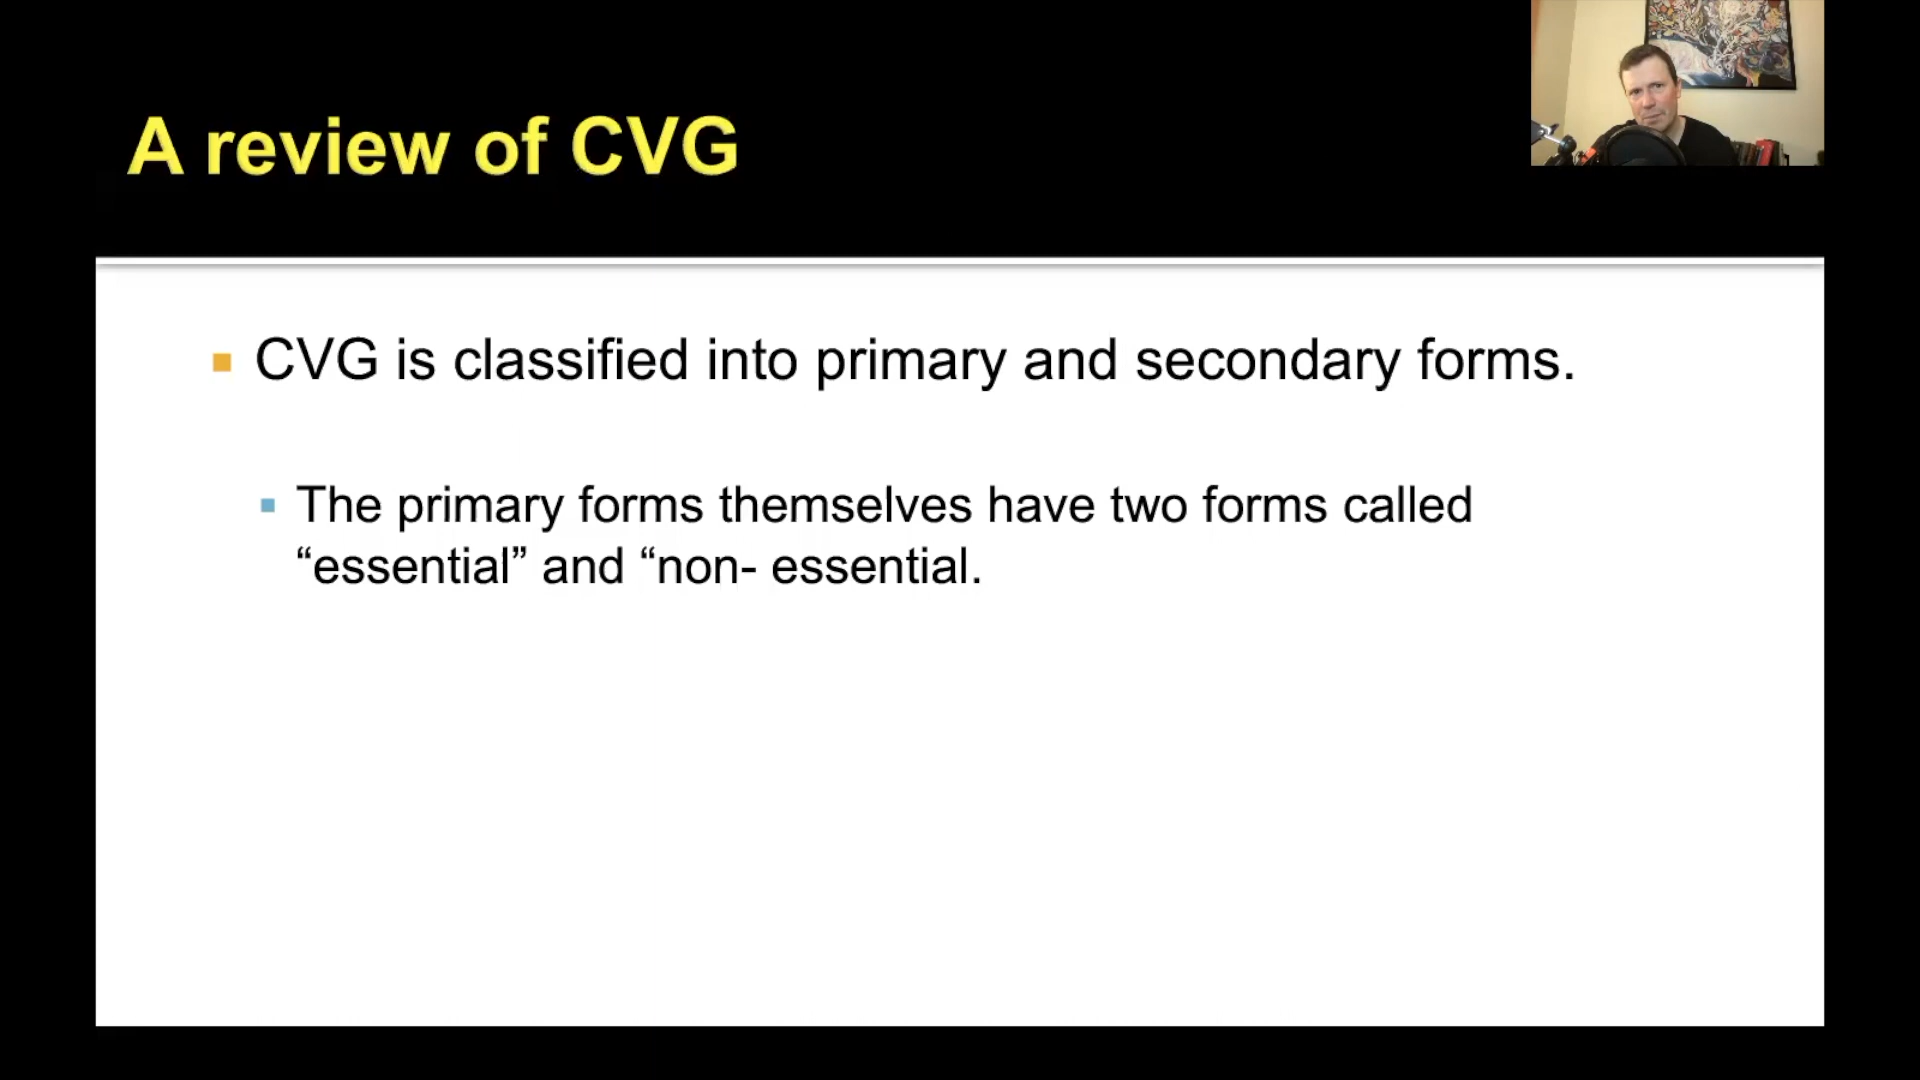 A review of CVG
CVG is classified into primary and secondary forms.
The primary forms themselves have two forms called
“essential” and “non- essential.